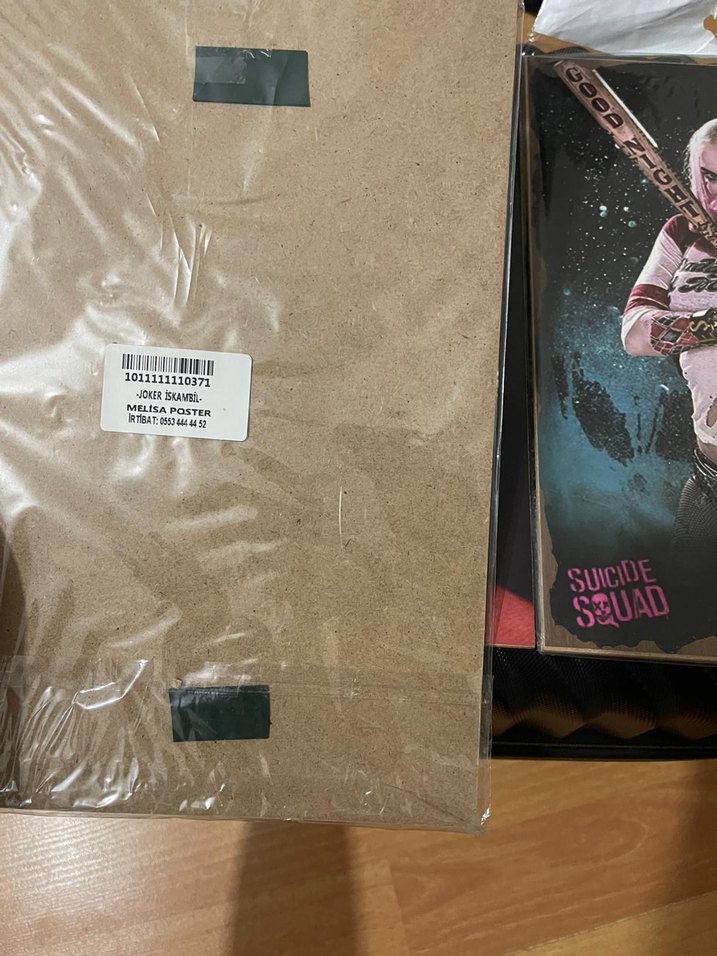 1011111110371
-JOKER İSKAMBİL-
MELİSA POSTER
İRTİBAT: 0553 444 44 52
GOOD NIGHT
SUICIDE
SQUAD